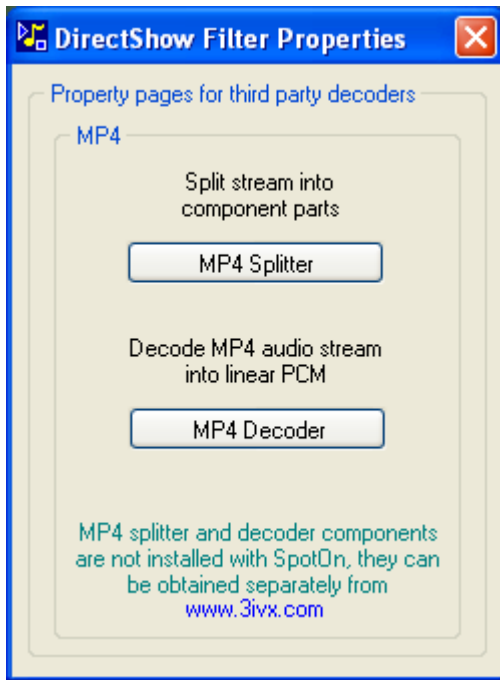 DirectShow Filter Properties
Property pages for third party decoders
MP4
Split stream into
component parts
MP4 Splitter
Decode MP4 audio stream
into linear PCM
MP4 Decoder
MP4 splitter and decoder components
are not installed with SpotOn, they can
be obtained separately from
www.3ivx.com